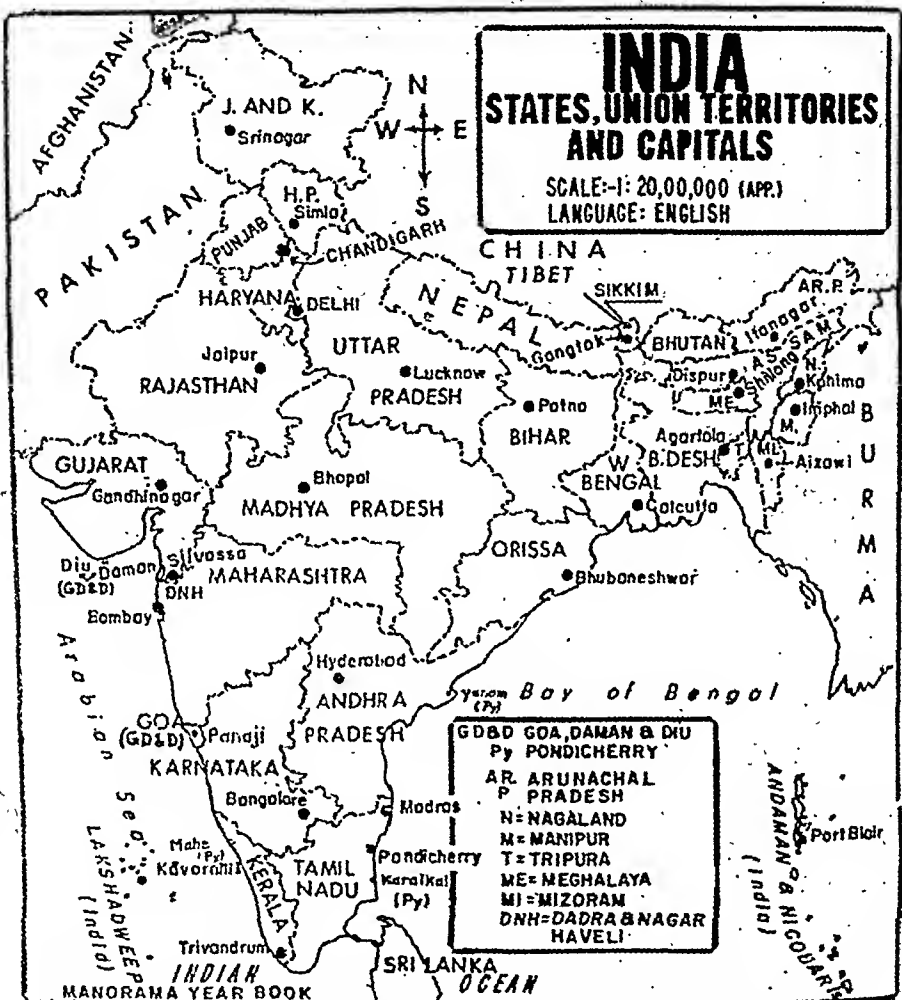 INDIA
STATES, UNION TERRITORIES
AND CAPITALS
SCALE:-1: 20,00,000 (APP.)
LANGUAGE: ENGLISH
N
W E
S
AFGHANISTAN
J. AND K.
Srinagar
PAKISTAN
H.P.
Simla
PUNJAB
CHANDIGARH
CHINA
TIBET
HARYANA
DELHI
NEPAL
SIKKIM
Gangtok
BHUTAN
AR.P.
Itanagar
ASSAM
Jaipur
RAJASTHAN
UTTAR
PRADESH
Lucknow
Dispur
ME
Shillong
N.
Kohima
Patna
BIHAR
Imphal
M.
BURMA
GUJARAT
Gandhinagar
Bhopal
MADHYA PRADESH
W.
BENGAL
Agartala
B.DESH
T
MI
Aizawl
Calcutta
ORISSA
Bhubaneshwar
Diu
(GD&D)
Daman
Silvassa
DNH
MAHARASHTRA
Bombay
Arabian Sea
Hyderabad
ANDHRA
PRADESH
Yanam
(Py)
Bay of Bengal
GOA
(GD&D)
Panaji
KARNATAKA
Bangalore
Madras
Mahe
(Py)
Kavaratti
LAKSHADWEEP
(India)
KERALA
TAMIL
NADU
Pondicherry
Karaikal
(Py)
Trivandrum
SRI LANKA
INDIAN
OCEAN
GD&D GOA, DAMAN & DIU
Py PONDICHERRY
AR. ARUNACHAL
P PRADESH
N=NAGALAND
M=MANIPUR
T=TRIPURA
ME=MEGHALAYA
MI=MIZORAM
DNH=DADRA & NAGAR
HAVELI
ANDAMAN & NICOBAR
(India)
Port Blair
MANORAMA YEAR BOOK